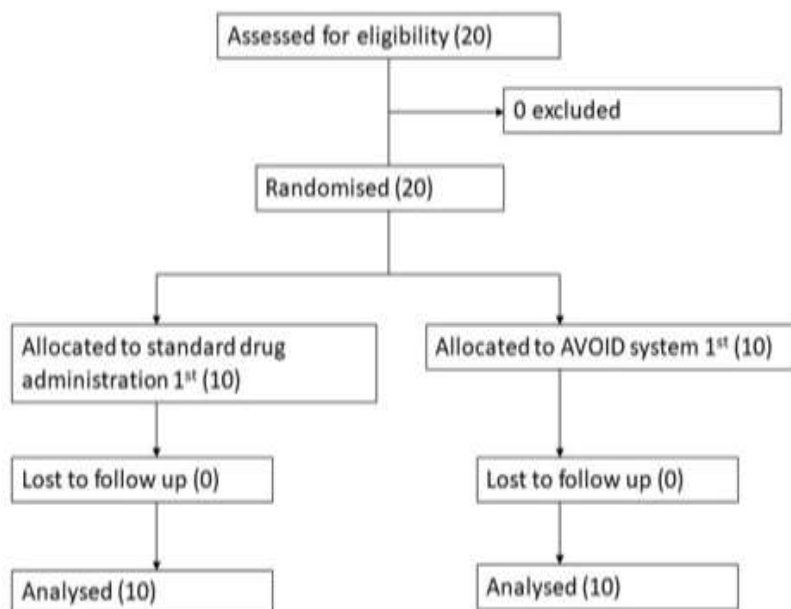 Assessed for eligibility (20)
0 excluded
Randomised (20)
Allocated to standard drug
administration 1st (10)
Allocated to AVOID system 1st (10)
Lost to follow up (0)
Lost to follow up (0)
Analysed (10)
Analysed (10)